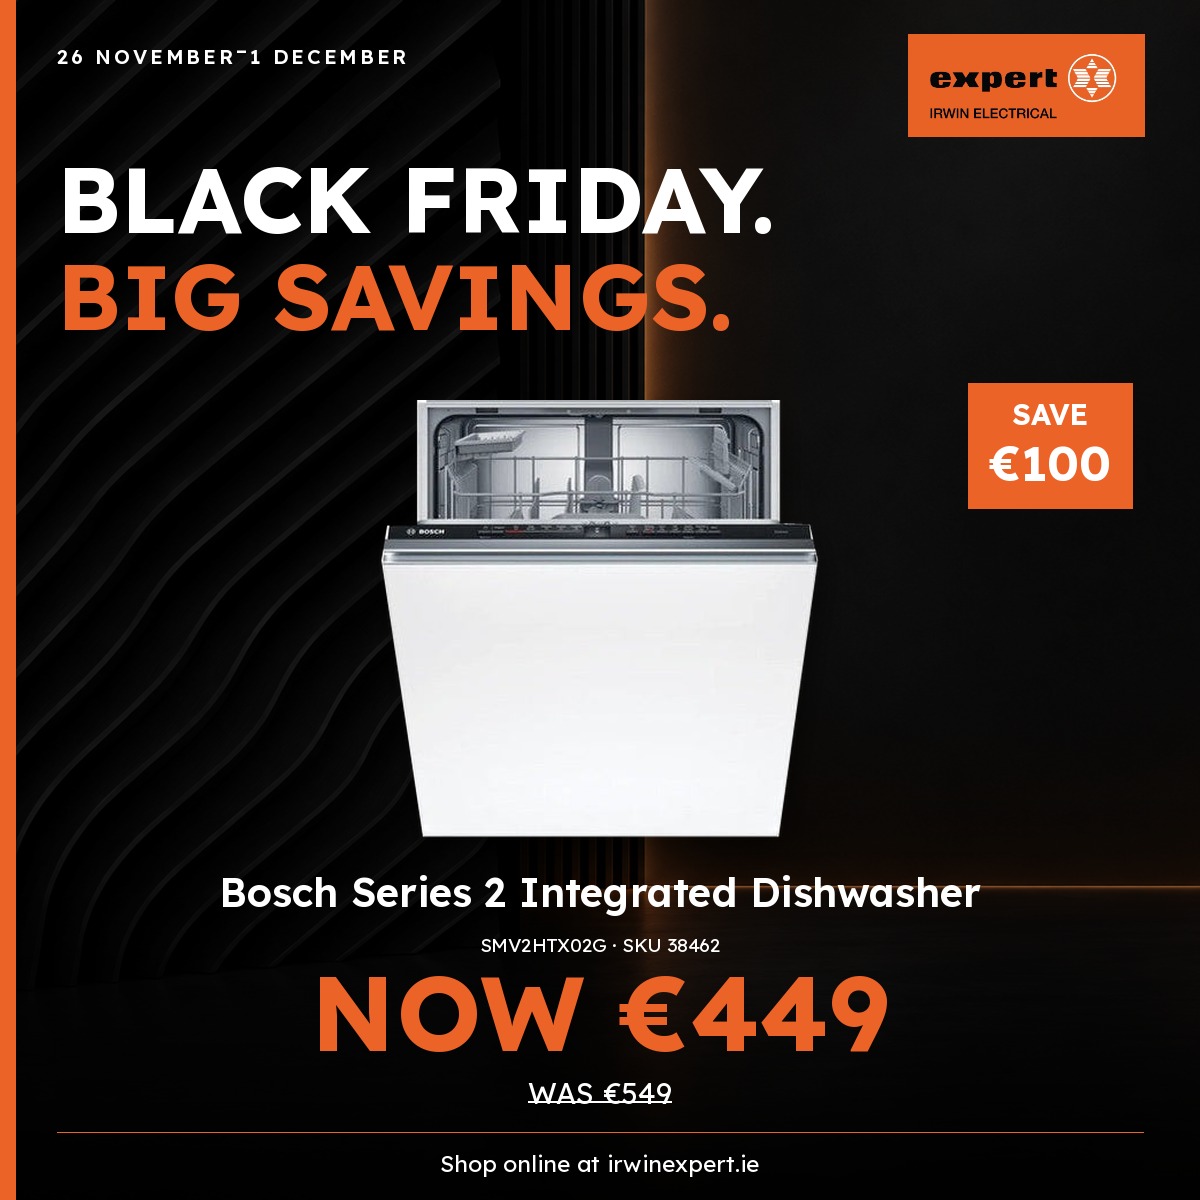 26 NOVEMBER–1 DECEMBER
expert
IRWIN ELECTRICAL
BLACK FRIDAY.
BIG SAVINGS.
SAVE
€100
BOSCH
Bosch Series 2 Integrated Dishwasher
SMV2HTX02G · SKU 38462
NOW €449
WAS €549
Shop online at irwinexpert.ie